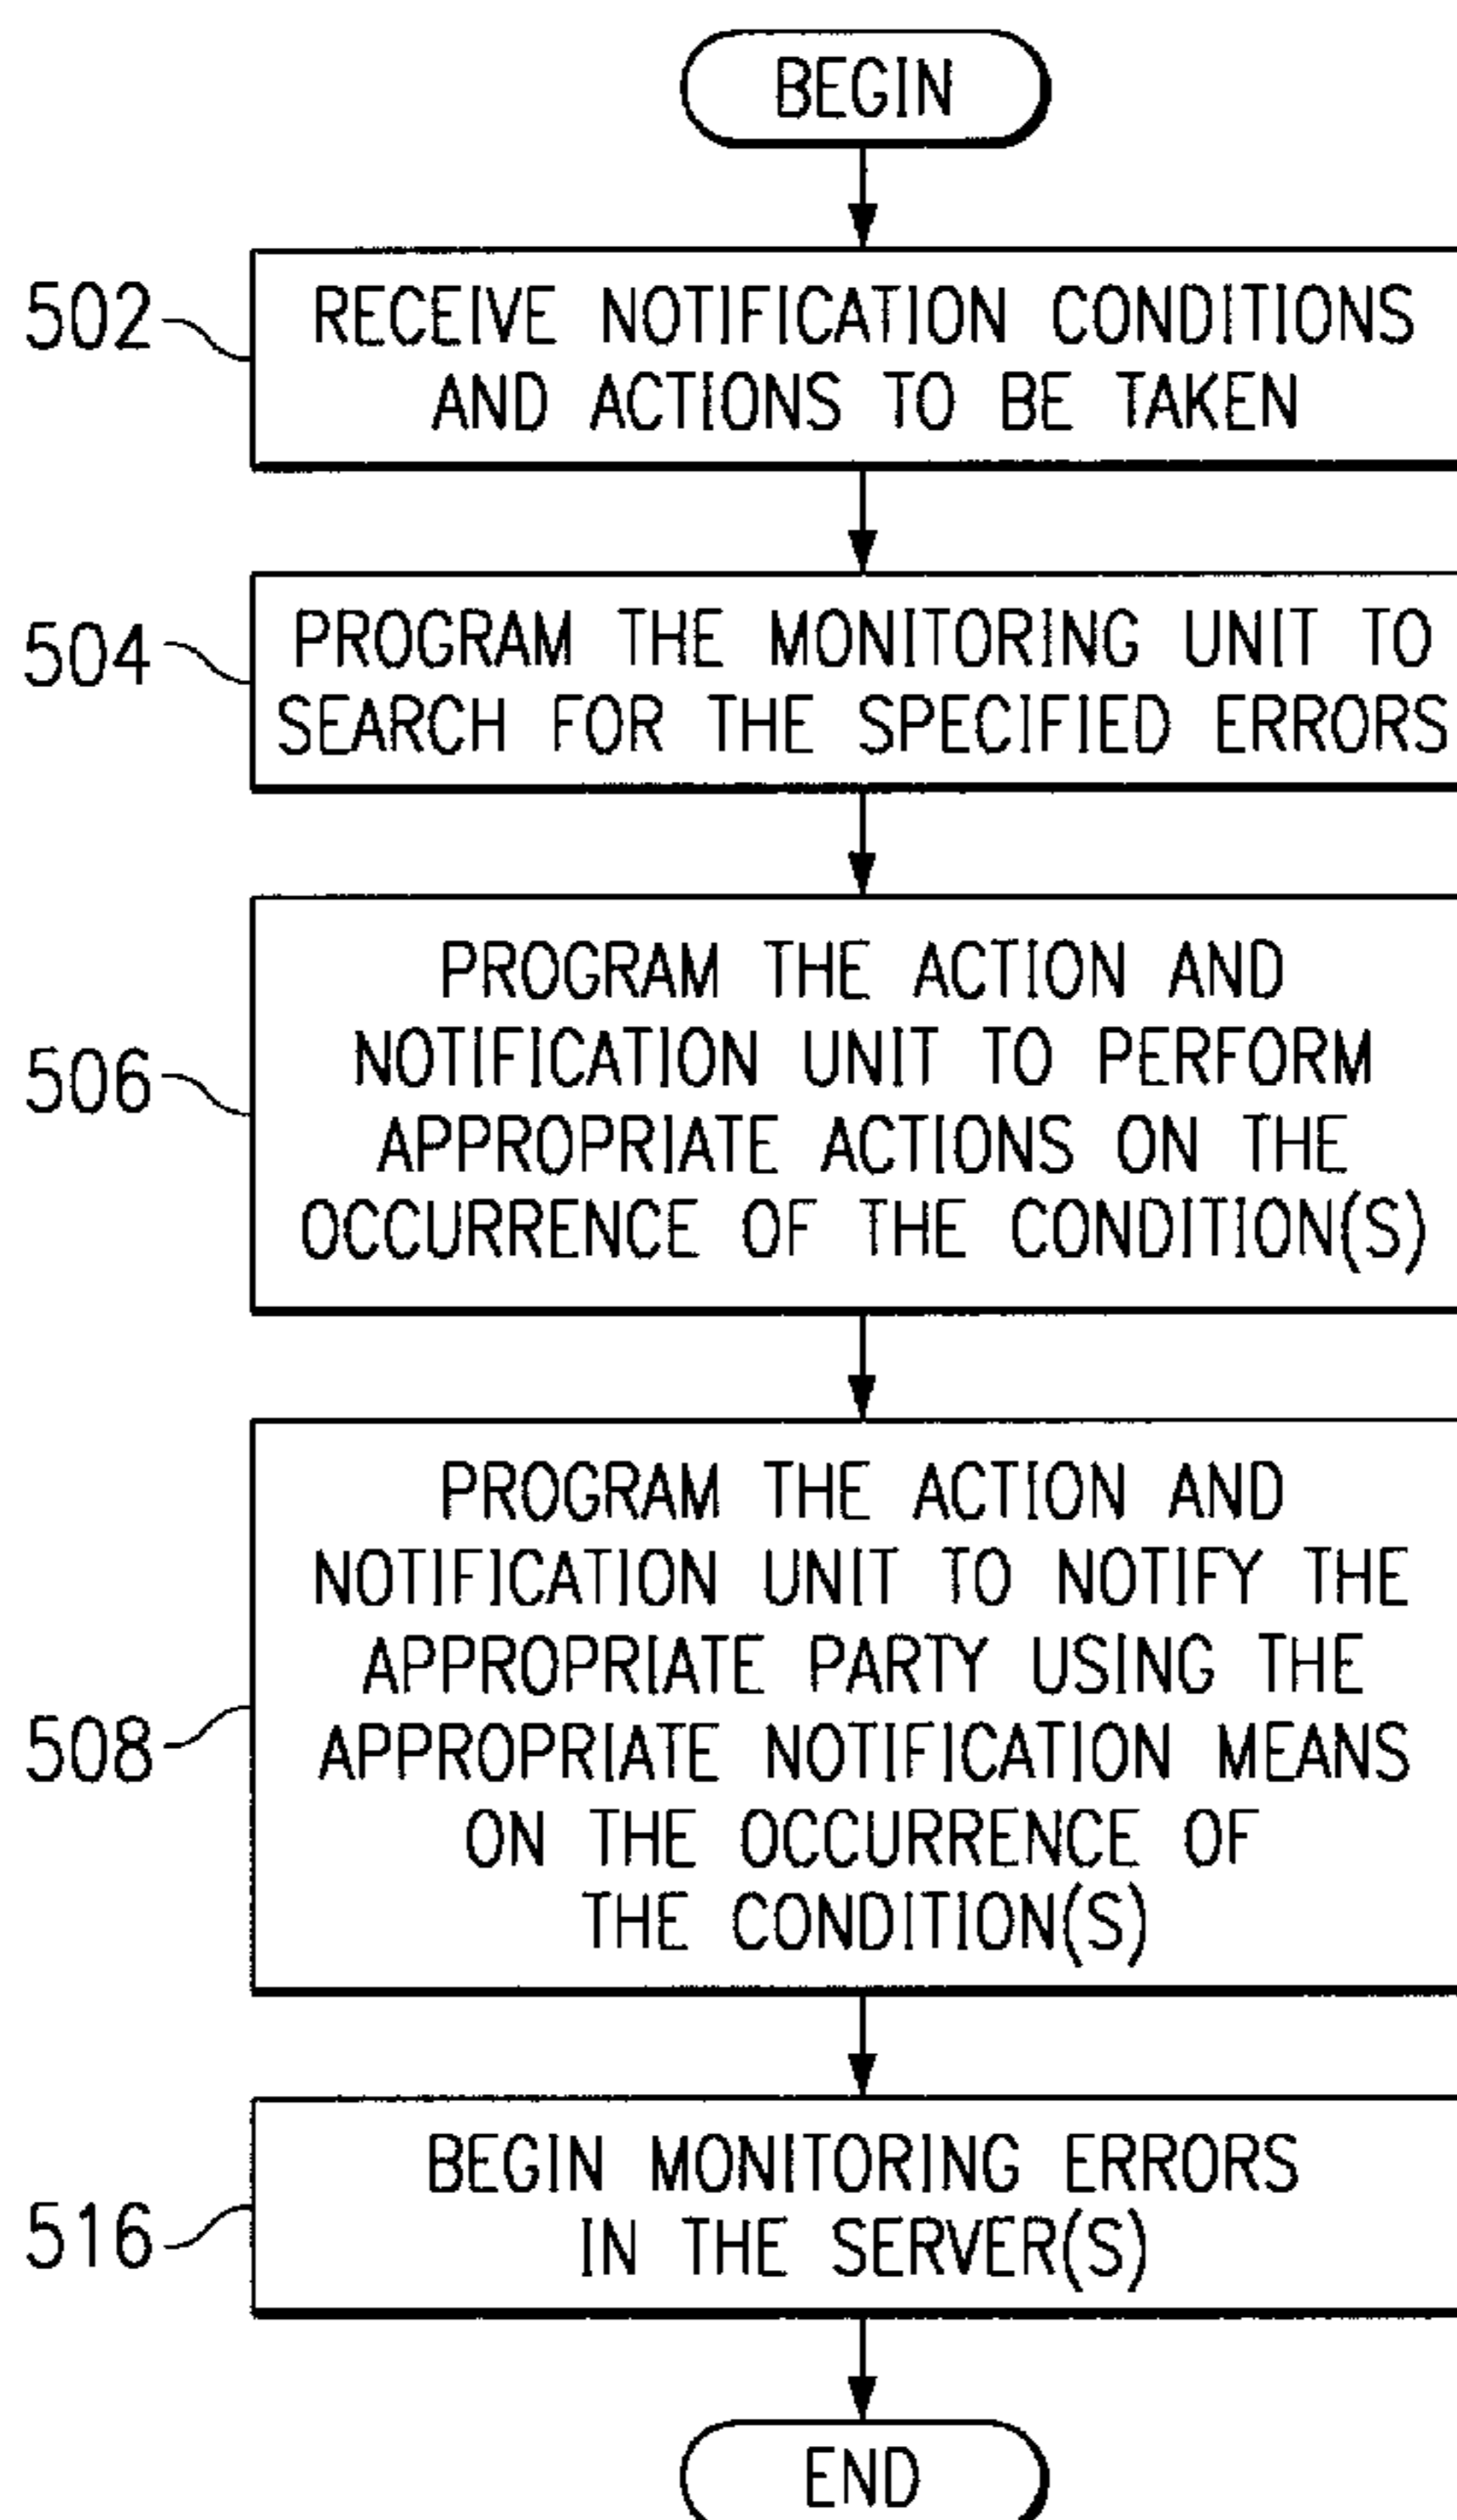 BEGIN
502
RECEIVE NOTIFICATION CONDITIONS
AND ACTIONS TO BE TAKEN
504
PROGRAM THE MONITORING UNIT TO
SEARCH FOR THE SPECIFIED ERRORS
506
PROGRAM THE ACTION AND
NOTIFICATION UNIT TO PERFORM
APPROPRIATE ACTIONS ON THE
OCCURRENCE OF THE CONDITION(S)
508
PROGRAM THE ACTION AND
NOTIFICATION UNIT TO NOTIFY THE
APPROPRIATE PARTY USING THE
APPROPRIATE NOTIFICATION MEANS
ON THE OCCURRENCE OF
THE CONDITION(S)
516
BEGIN MONITORING ERRORS
IN THE SERVER(S)
END